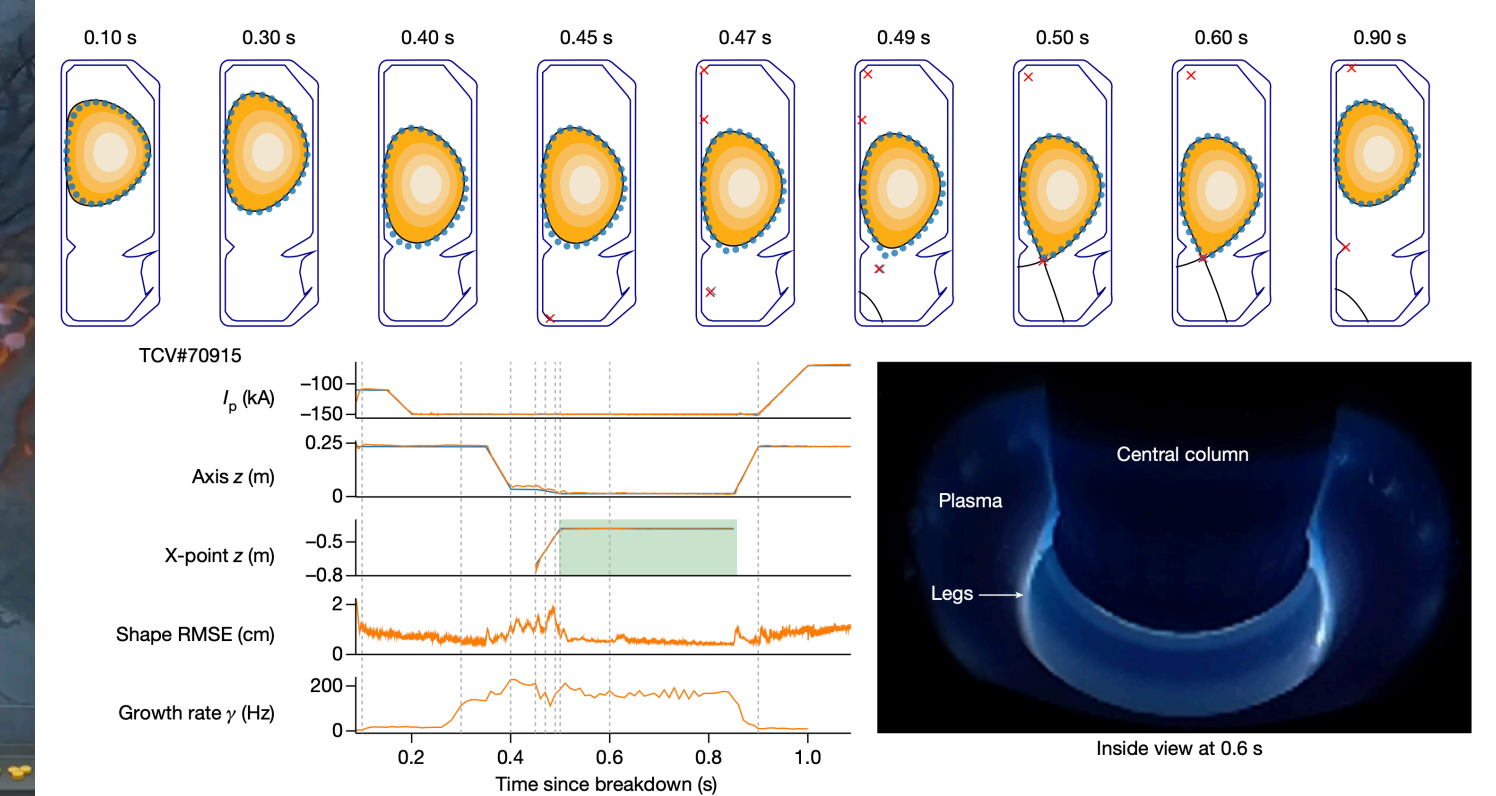 0.10 s 0.30 s 0.40 s 0.45 s 0.47 s 0.49 s 0.50 s 0.60 s 0.90 s
TCV#70915
Ip (kA)
−100
−150
Axis z (m)
0.25
0
X-point z (m)
−0.5
−0.8
Shape RMSE (cm)
2
0
Growth rate γ (Hz)
200
0
0.2 0.4 0.6 0.8 1.0
Time since breakdown (s)
Central column
Plasma
Legs
Inside view at 0.6 s